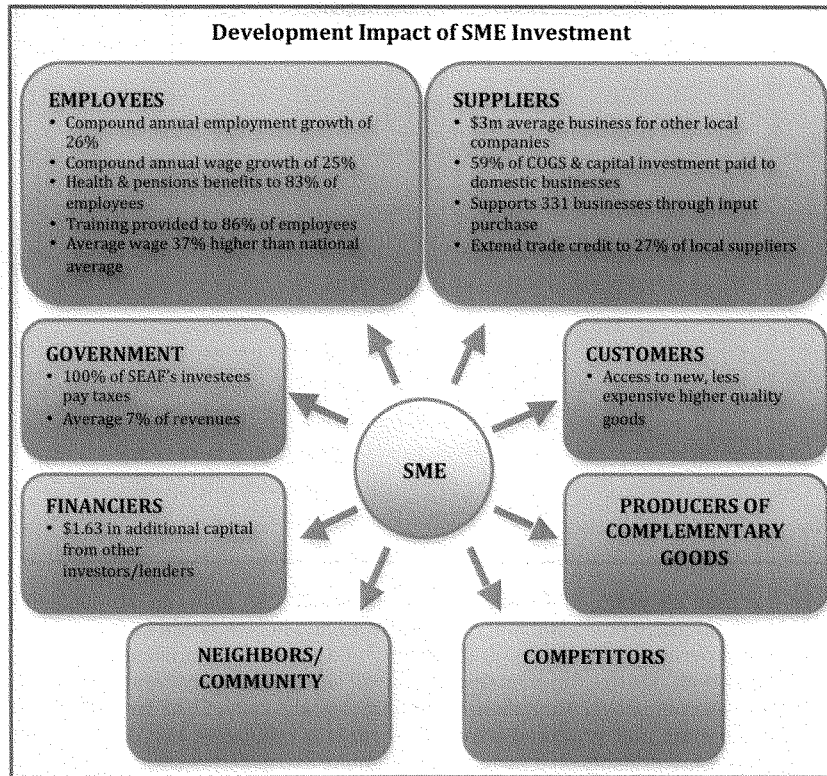 Development Impact of SME Investment
EMPLOYEES
• Compound annual employment growth of
26%
• Compound annual wage growth of 25%
• Health & pensions benefits to 83% of
employees
• Training provided to 86% of employees
• Average wage 37% higher than national
average
SUPPLIERS
• $3m average business for other local
companies
• 59% of COGS & capital investment paid to
domestic businesses
• Supports 331 businesses through input
purchase
• Extend trade credit to 27% of local suppliers
GOVERNMENT
• 100% of SEAF's investees
pay taxes
• Average 7% of revenues
CUSTOMERS
• Access to new, less
expensive higher quality
goods
SME
FINANCIERS
• $1.63 in additional capital
from other
investors/lenders
PRODUCERS OF
COMPLEMENTARY
GOODS
NEIGHBORS/
COMMUNITY
COMPETITORS